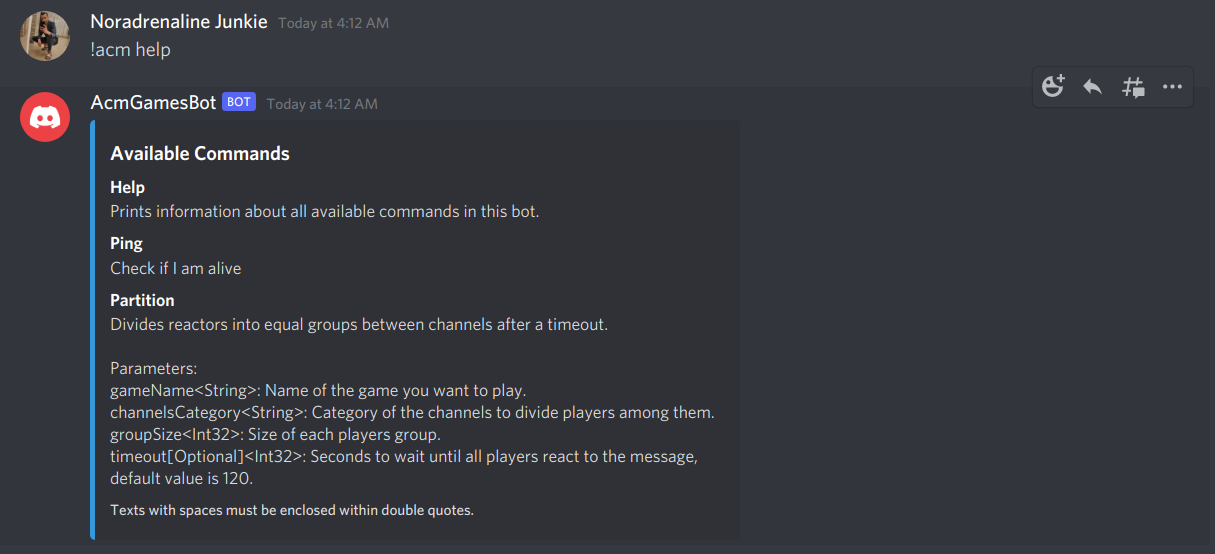 Noradrenaline Junkie Today at 4:12 AM
!acm help
AcmGamesBot BOT Today at 4:12 AM
Available Commands
Help
Prints information about all available commands in this bot.
Ping
Check if I am alive
Partition
Divides reactors into equal groups between channels after a timeout.
Parameters:
gameName<String>: Name of the game you want to play.
channelsCategory<String>: Category of the channels to divide players among them.
groupSize<Int32>: Size of each players group.
timeout[Optional]<Int32>: Seconds to wait until all players react to the message,
default value is 120.
Texts with spaces must be enclosed within double quotes.